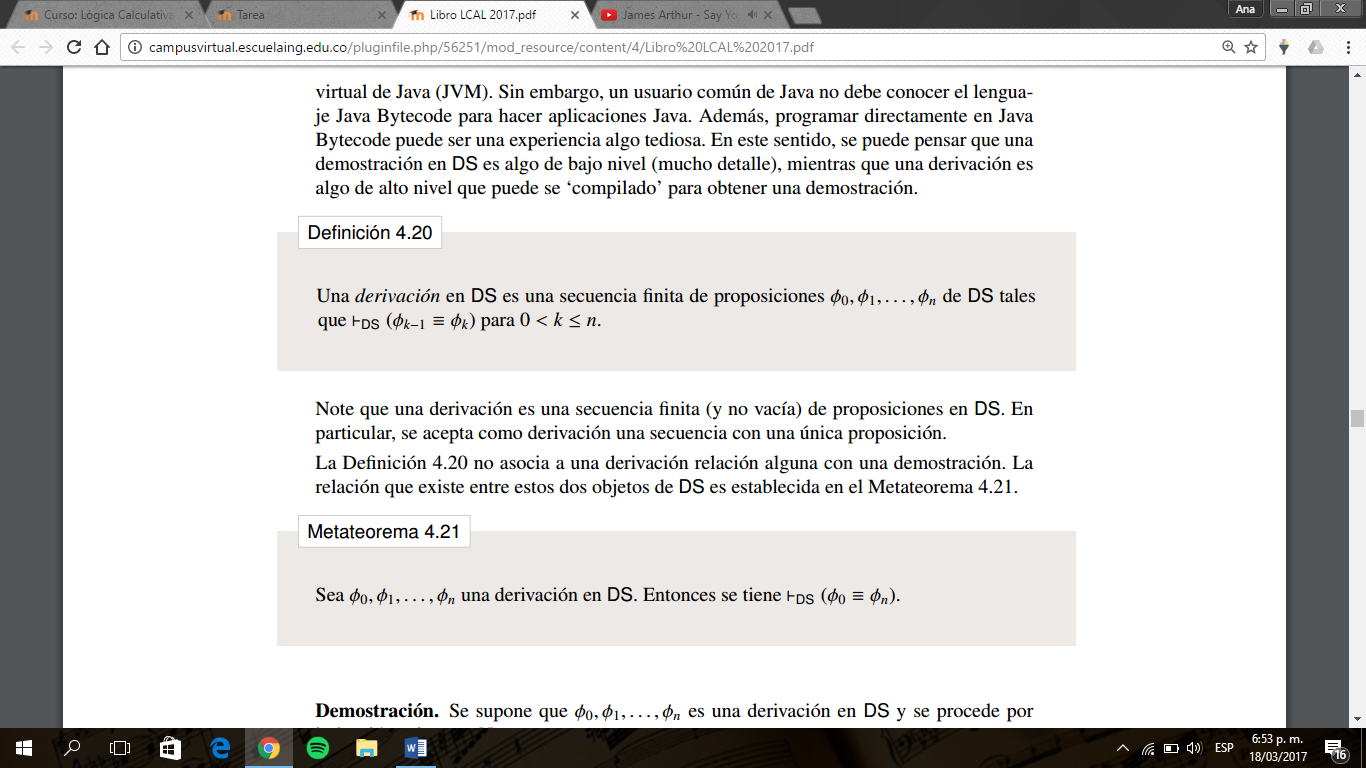 Curso: Lógica Calculativa
Tarea
Libro LCAL 2017.pdf
James Arthur - Say Yo
Ana
campusvirtual.escuelaing.edu.co/pluginfile.php/56251/mod_resource/content/4/Libro%20LCAL%202017.pdf
virtual de Java (JVM). Sin embargo, un usuario común de Java no debe conocer el lengua-
je Java Bytecode para hacer aplicaciones Java. Además, programar directamente en Java
Bytecode puede ser una experiencia algo tediosa. En este sentido, se puede pensar que una
demostración en DS es algo de bajo nivel (mucho detalle), mientras que una derivación es
algo de alto nivel que puede se ‘compilado’ para obtener una demostración.
Definición 4.20
Una derivación en DS es una secuencia finita de proposiciones ϕ0, ϕ1, . . . , ϕn de DS tales
que ⊢DS (ϕk−1 ≡ ϕk) para 0 < k ≤ n.
Note que una derivación es una secuencia finita (y no vacía) de proposiciones en DS. En
particular, se acepta como derivación una secuencia con una única proposición.
La Definición 4.20 no asocia a una derivación relación alguna con una demostración. La
relación que existe entre estos dos objetos de DS es establecida en el Metateorema 4.21.
Metateorema 4.21
Sea ϕ0, ϕ1, . . . , ϕn una derivación en DS. Entonces se tiene ⊢DS (ϕ0 ≡ ϕn).
Demostración. Se supone que ϕ0, ϕ1, . . . , ϕn es una derivación en DS y se procede por
ESP
6:53 p. m.
18/03/2017
16